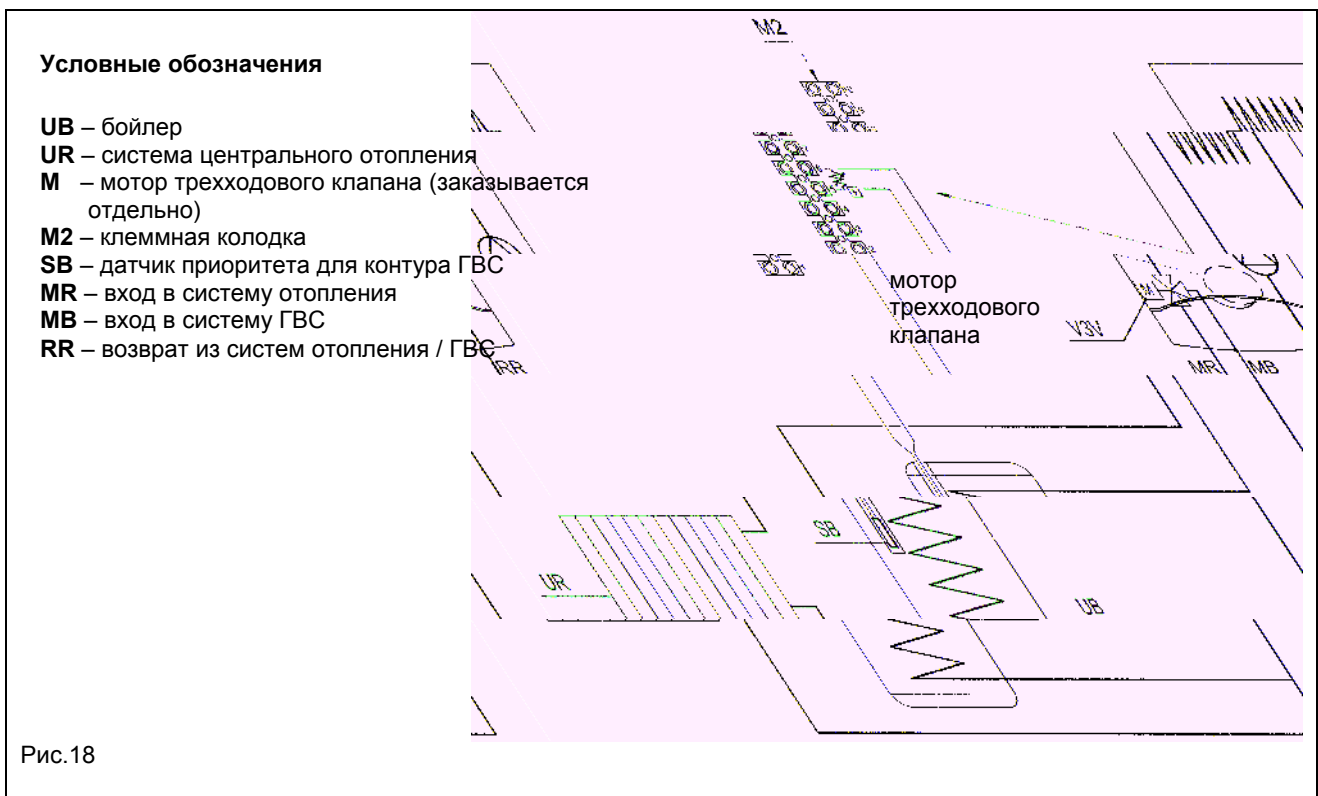 Условные обозначения
UB – бойлер
UR – система центрального отопления
M – мотор трехходового клапана (заказывается
отдельно)
M2 – клеммная колодка
SB – датчик приоритета для контура ГВС
MR – вход в систему отопления
MB – вход в систему ГВС
RR – возврат из систем отопления / ГВС
M2
мотор
трехходового
клапана
V3V
RR
MR
MB
SB
UR
UB
Рис.18